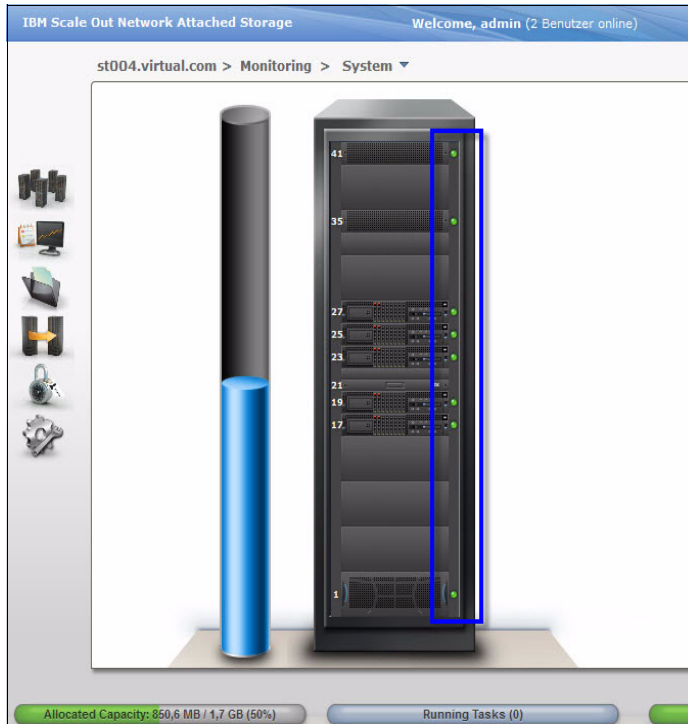 IBM Scale Out Network Attached Storage
Welcome, admin (2 Benutzer online)
st004.virtual.com > Monitoring > System
41
35
27
25
23
21
19
17
1
Allocated Capacity: 850,6 MB / 1,7 GB (50%)
Running Tasks (0)